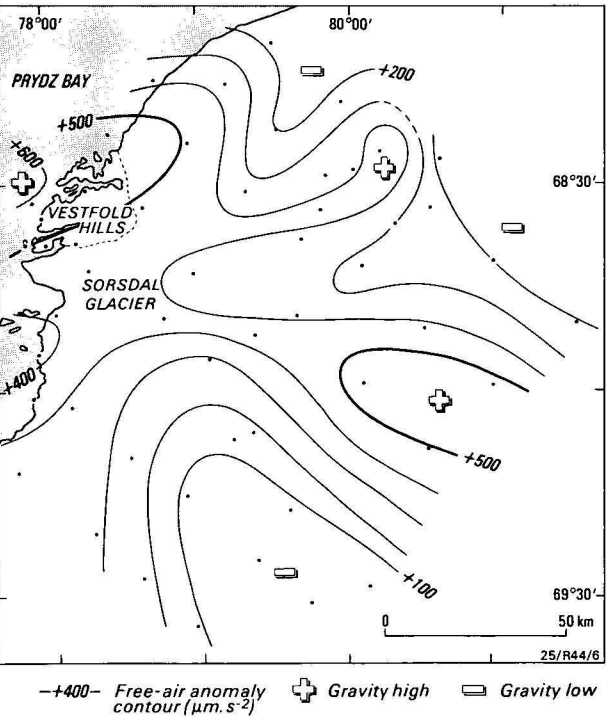 78°00'
80°00'
PRYDZ BAY
+200
+500
+600
68°30'
VESTFOLD
HILLS
SORSDAL
GLACIER
+400
+500
+100
69°30'
0 50 km
25/R44/6
-+400- Free-air anomaly
contour (μm.s-2)
Gravity high
Gravity low